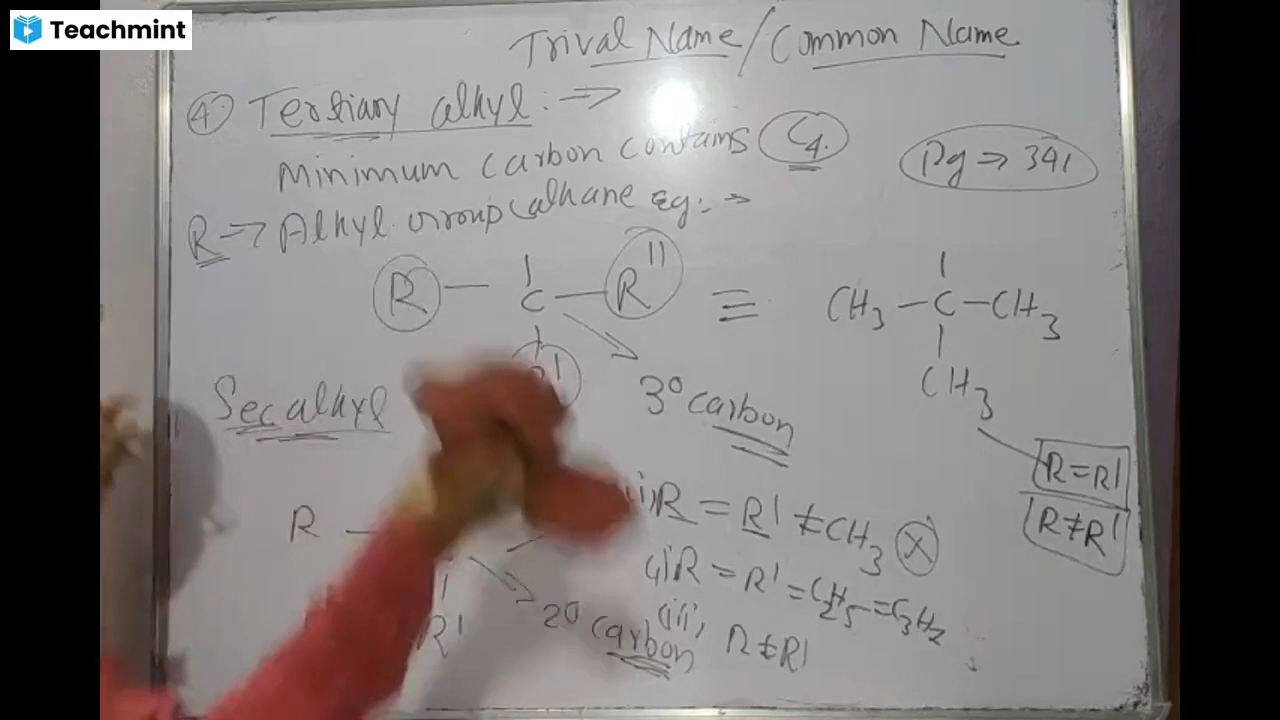 Teachmint
Trival Name/Common Name
④ Tertiary alkyl : →
Minimum carbon contains C4.
Pg ⇒ 341
R → Alkyl group (alkane Eg: →
R — C — R'' ≡ CH3 — C — CH3
R'
CH3
3° carbon
Sec alkyl
R = R'
R ≠ R'
(i) R = R' ≠ CH3 ⓧ
R —
(ii) R = R' = C2H5 = C3H7
R'
2° carbon
(iii) R ≠ R'